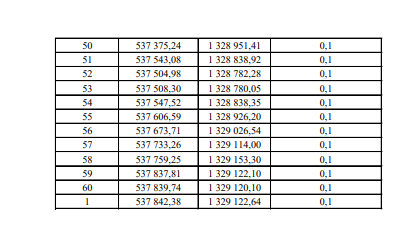 50 537 375,24 1 328 951,41 0,1
51 537 543,08 1 328 838,92 0,1
52 537 504,98 1 328 782,28 0,1
53 537 508,30 1 328 780,05 0,1
54 537 547,52 1 328 838,35 0,1
55 537 606,59 1 328 926,20 0,1
56 537 673,71 1 329 026,54 0,1
57 537 733,26 1 329 114,00 0,1
58 537 759,25 1 329 153,30 0,1
59 537 837,81 1 329 122,10 0,1
60 537 839,74 1 329 120,10 0,1
1 537 842,38 1 329 122,64 0,1